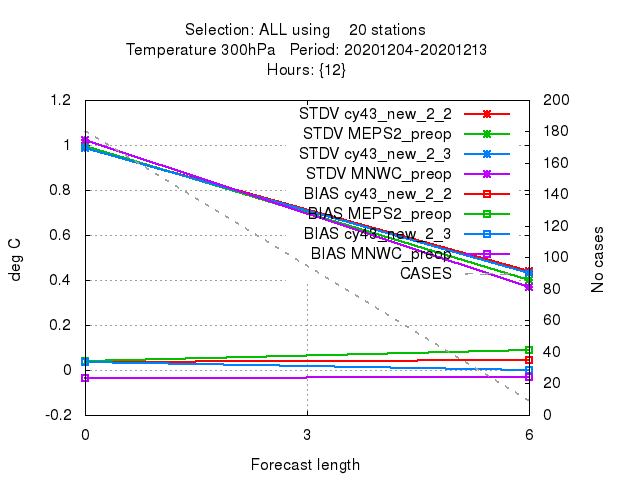 Selection: ALL using 20 stations
Temperature 300hPa Period: 20201204-20201213
Hours: {12}
1.2
1
0.8
0.6
0.4
0.2
0
-0.2
deg C
200
180
160
140
120
100
80
60
40
20
0
No cases
STDV cy43_new_2_2
STDV MEPS2_preop
STDV cy43_new_2_3
STDV MNWC_preop
BIAS cy43_new_2_2
BIAS MEPS2_preop
BIAS cy43_new_2_3
BIAS MNWC_preop
CASES
0 3 6
Forecast length